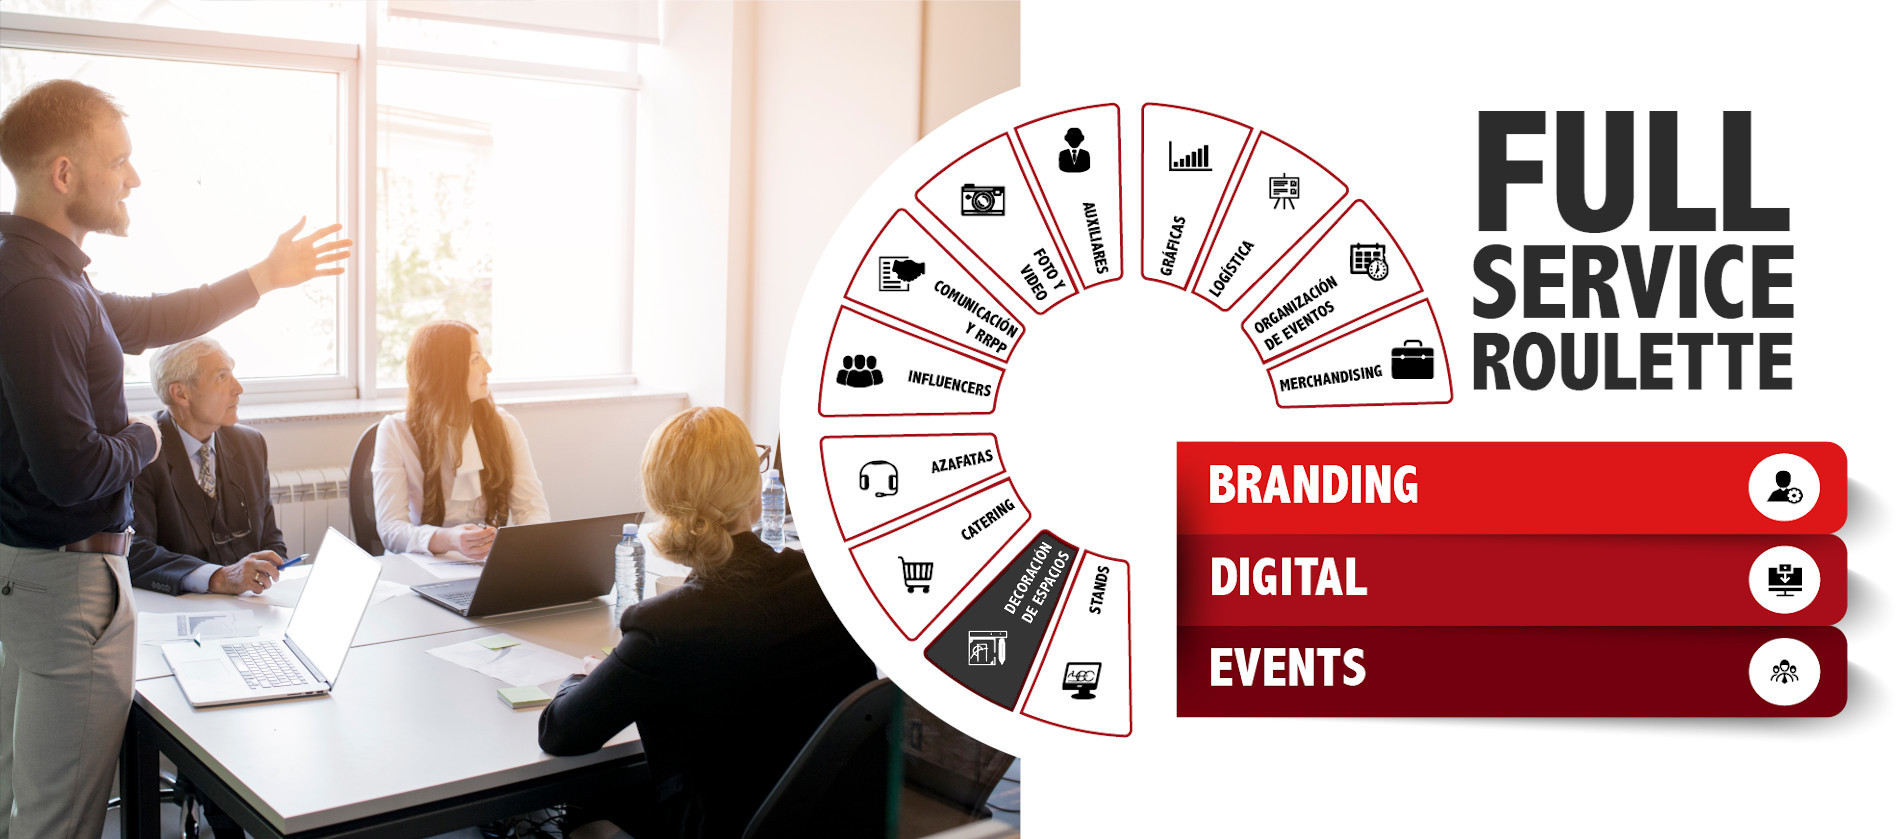 FULL
SERVICE
ROULETTE
AUXILIARES
GRÁFICAS
FOTO Y
VIDEO
LOGÍSTICA
COMUNICACIÓN
Y RRPP
ORGANIZACIÓN
DE EVENTOS
INFLUENCERS
MERCHANDISING
AZAFATAS
CATERING
DECORACIÓN
DE ESPACIOS
STANDS
BRANDING
DIGITAL
EVENTS